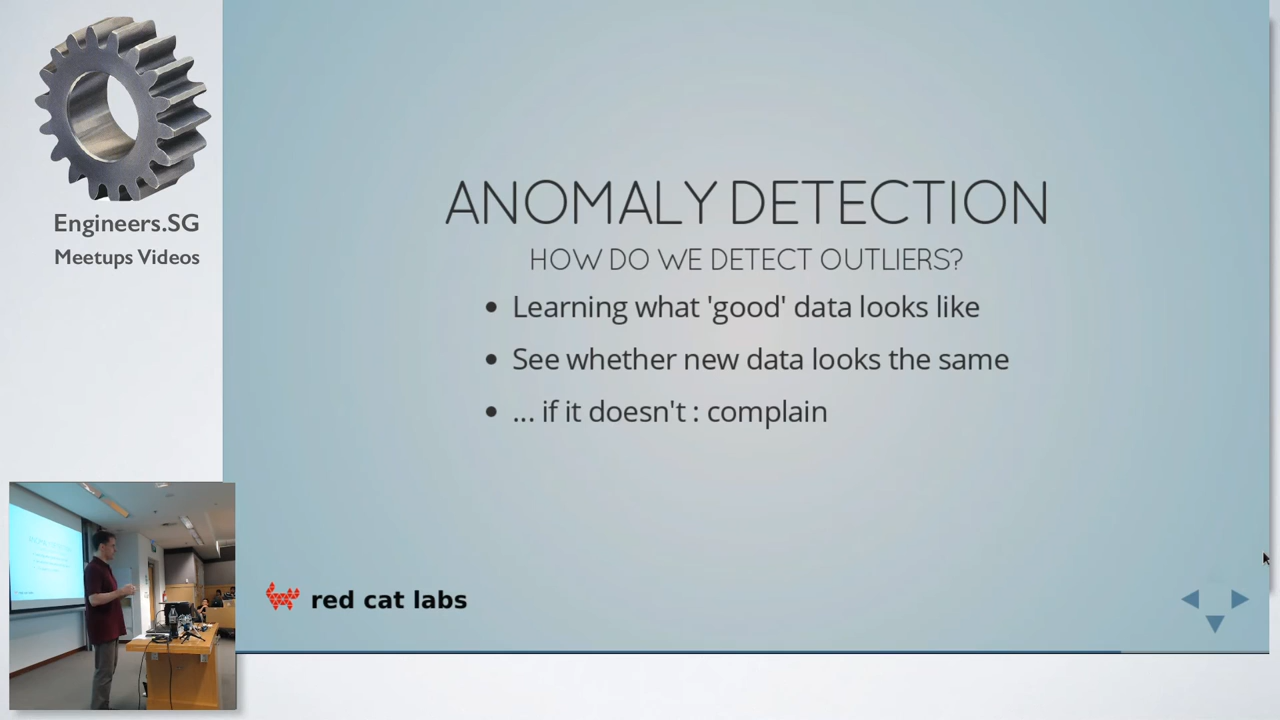 Engineers.SG
Meetups Videos
ANOMALY DETECTION
HOW DO WE DETECT OUTLIERS?
• Learning what 'good' data looks like
• See whether new data looks the same
• ... if it doesn't : complain
red cat labs